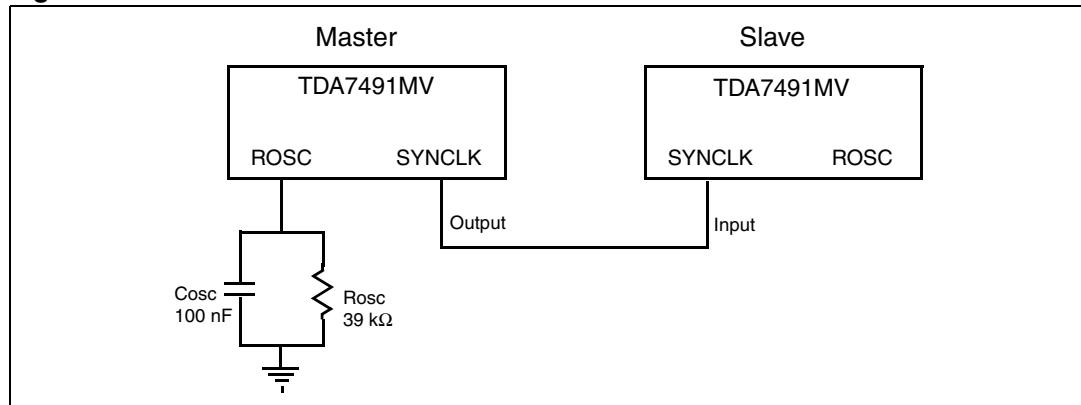 Master
Slave
TDA7491MV
TDA7491MV
ROSC
SYNCLK
SYNCLK
ROSC
Output
Input
Cosc
100 nF
Rosc
39 kΩ